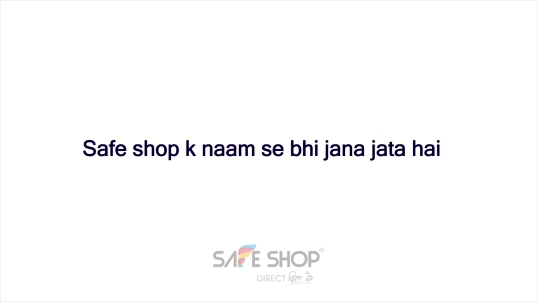 Safe shop k naam se bhi jana jata hai
SAFE SHOP®
DIRECT दिल से